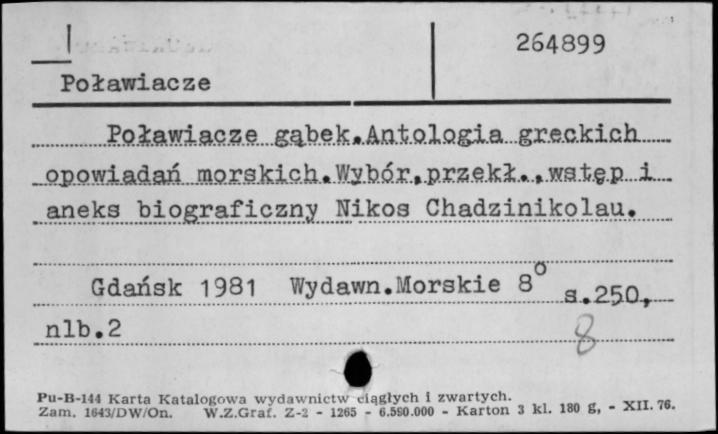 264899
Poławiacze
Poławiacze gąbek.Antologia greckich
opowiadań morskich.Wybór,przekł.,wstęp i
aneks biograficzny Nikos Chadzinikolau.
Gdańsk 1981 Wydawn.Morskie 8° s.250,
nlb.2
8
Pu-B-144 Karta Katalogowa wydawnictw ciągłych i zwartych.
Zam. 1643/DW/On. W.Z.Graf. Z-2 - 1265 - 6.550.000 - Karton 3 kl. 180 g, - XII. 76.